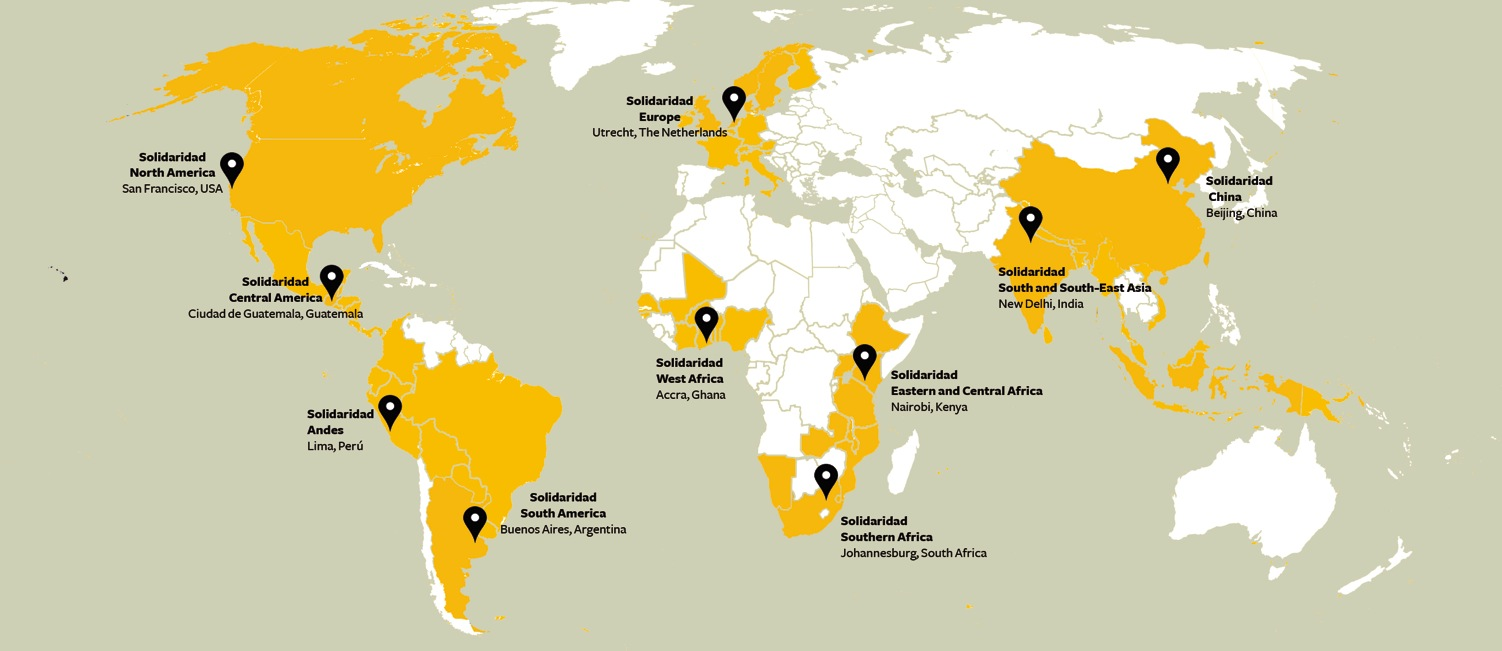 Solidaridad
North America
San Francisco, USA
Solidaridad
Central America
Ciudad de Guatemala, Guatemala
Solidaridad
Andes
Lima, Perú
Solidaridad
South America
Buenos Aires, Argentina
Solidaridad
Europe
Utrecht, The Netherlands
Solidaridad
West Africa
Accra, Ghana
Solidaridad
Eastern and Central Africa
Nairobi, Kenya
Solidaridad
Southern Africa
Johannesburg, South Africa
Solidaridad
China
Beijing, China
Solidaridad
South and South-East Asia
New Delhi, India